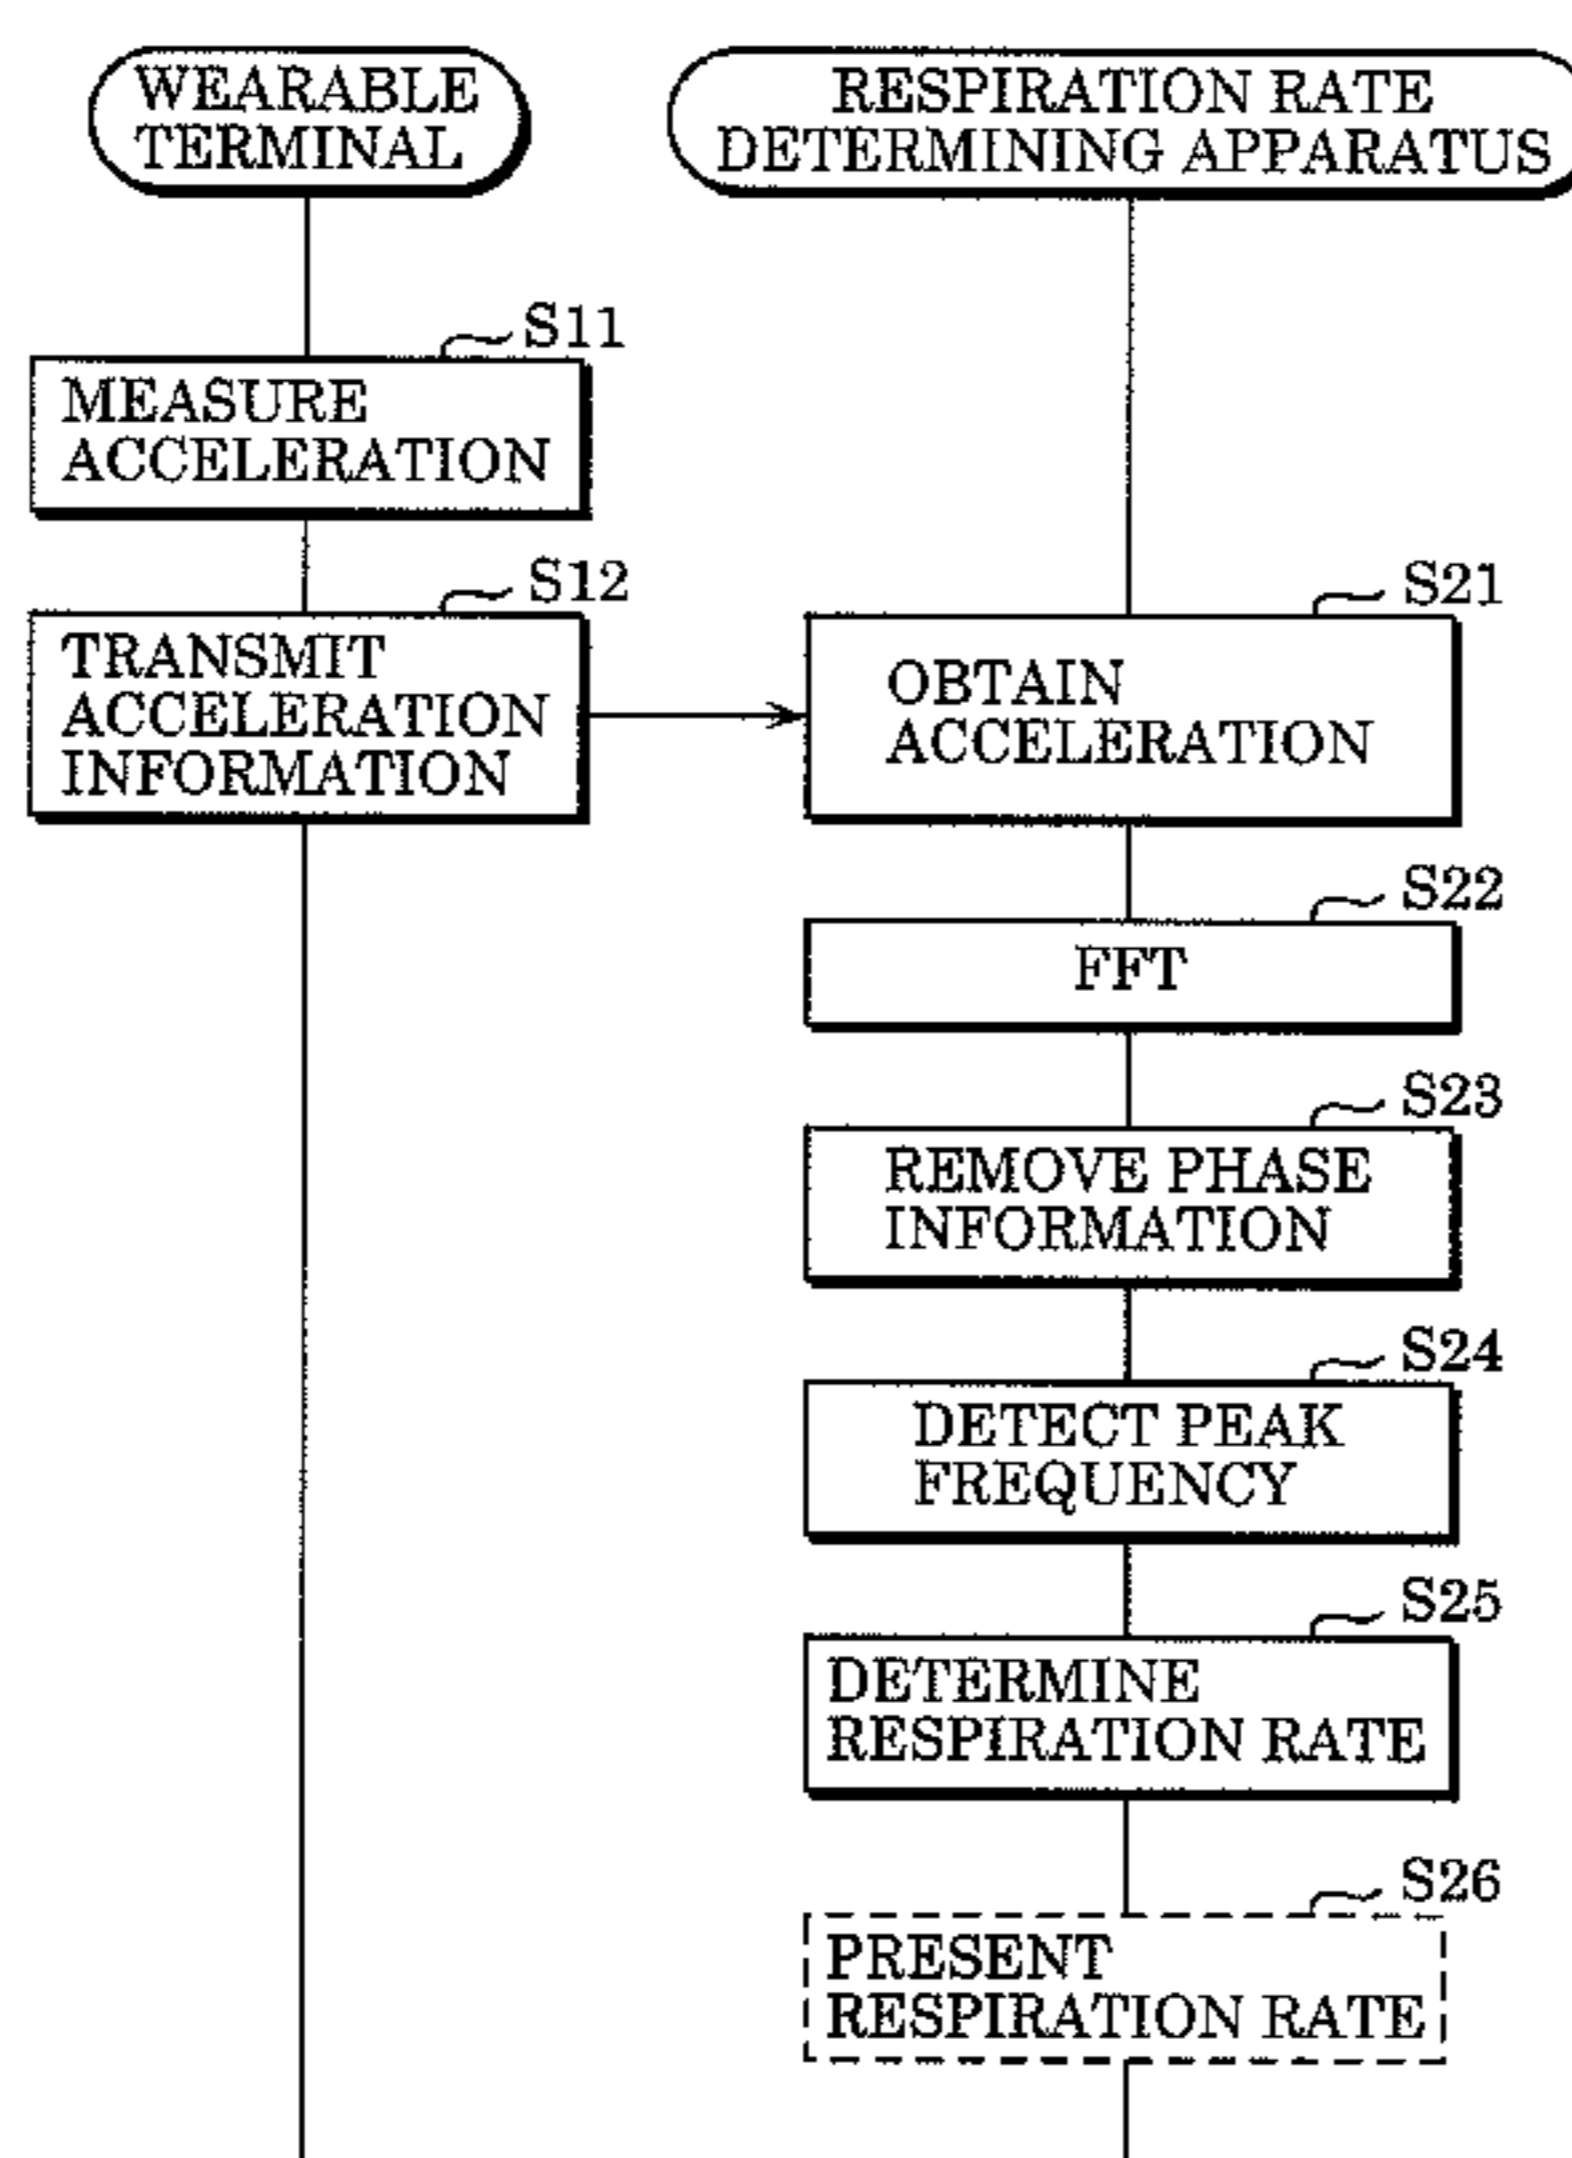 WEARABLE
TERMINAL
RESPIRATION RATE
DETERMINING APPARATUS
S11
MEASURE
ACCELERATION
S12
TRANSMIT
ACCELERATION
INFORMATION
S21
OBTAIN
ACCELERATION
S22
FFT
S23
REMOVE PHASE
INFORMATION
S24
DETECT PEAK
FREQUENCY
S25
DETERMINE
RESPIRATION RATE
S26
PRESENT
RESPIRATION RATE